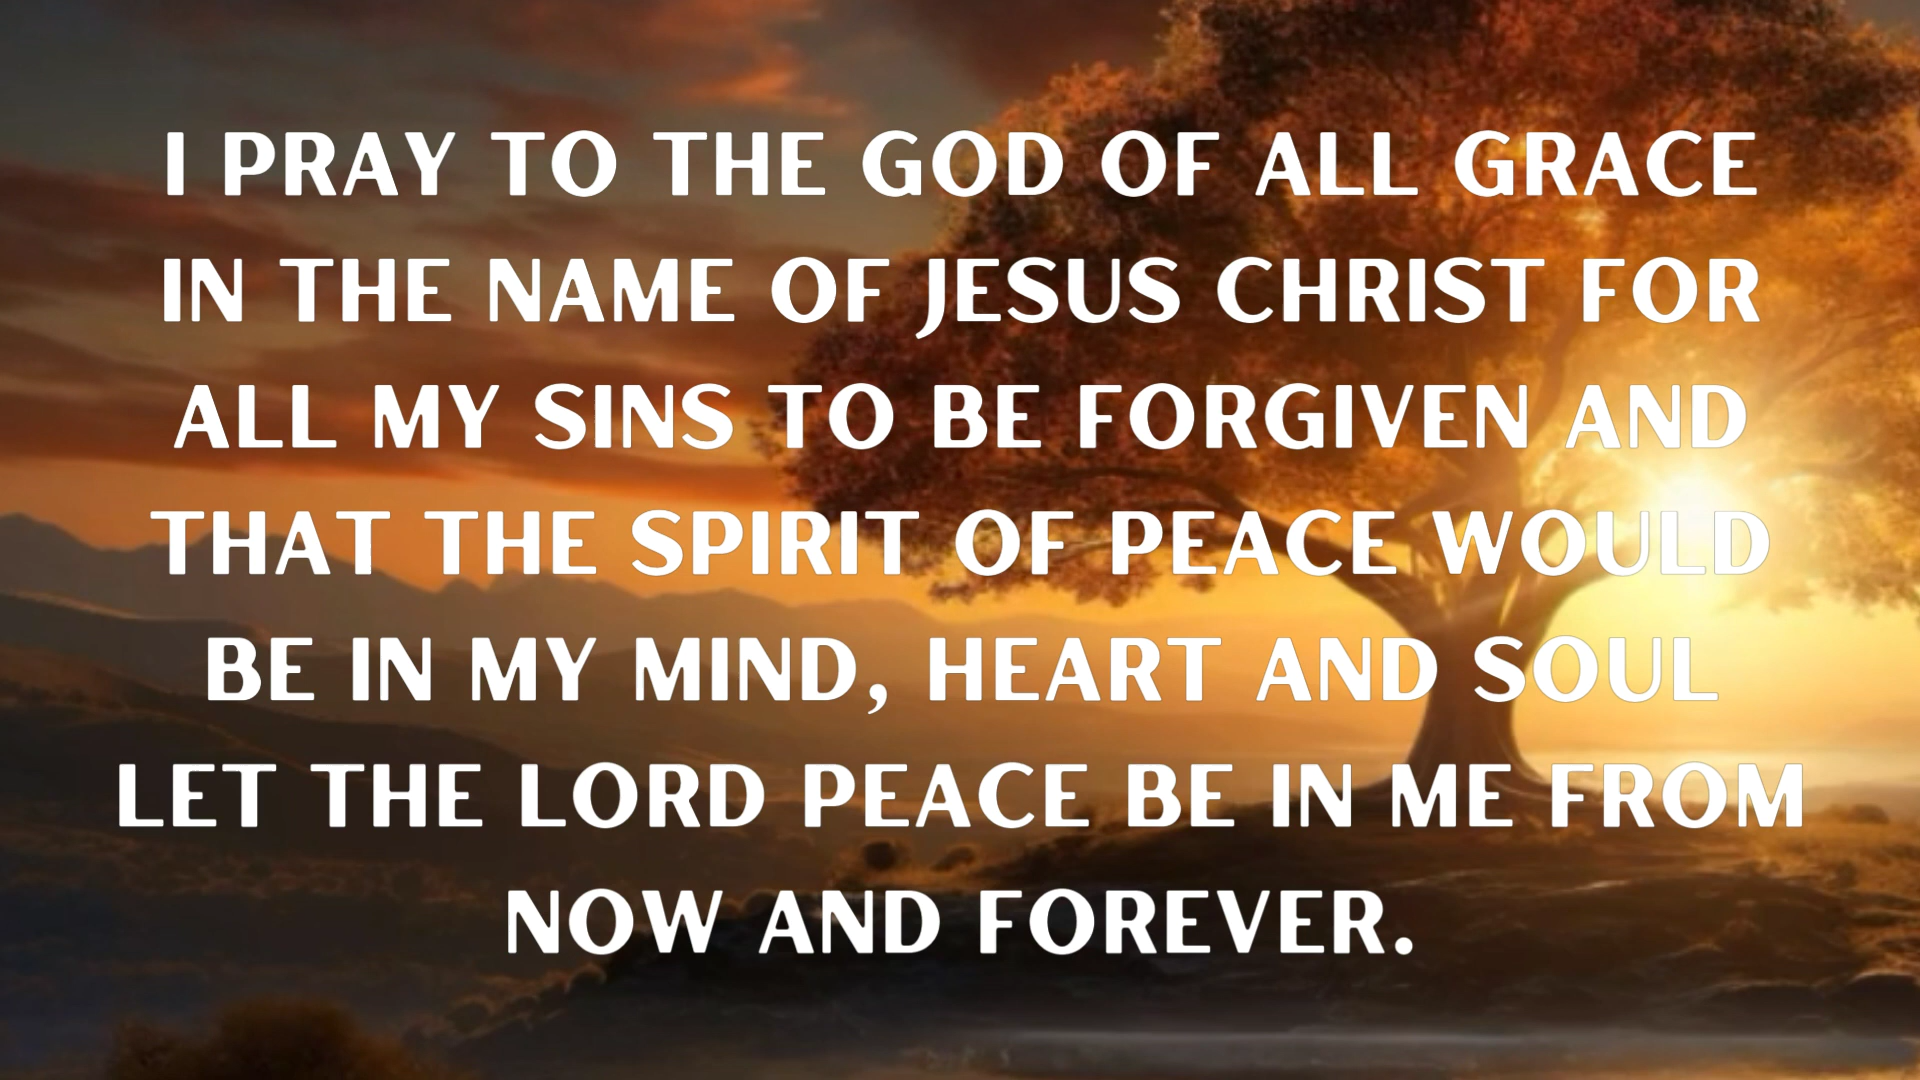 I PRAY TO THE GOD OF ALL GRACE
IN THE NAME OF JESUS CHRIST FOR
ALL MY SINS TO BE FORGIVEN AND
THAT THE SPIRIT OF PEACE WOULD
BE IN MY MIND, HEART AND SOUL
LET THE LORD PEACE BE IN ME FROM
NOW AND FOREVER.